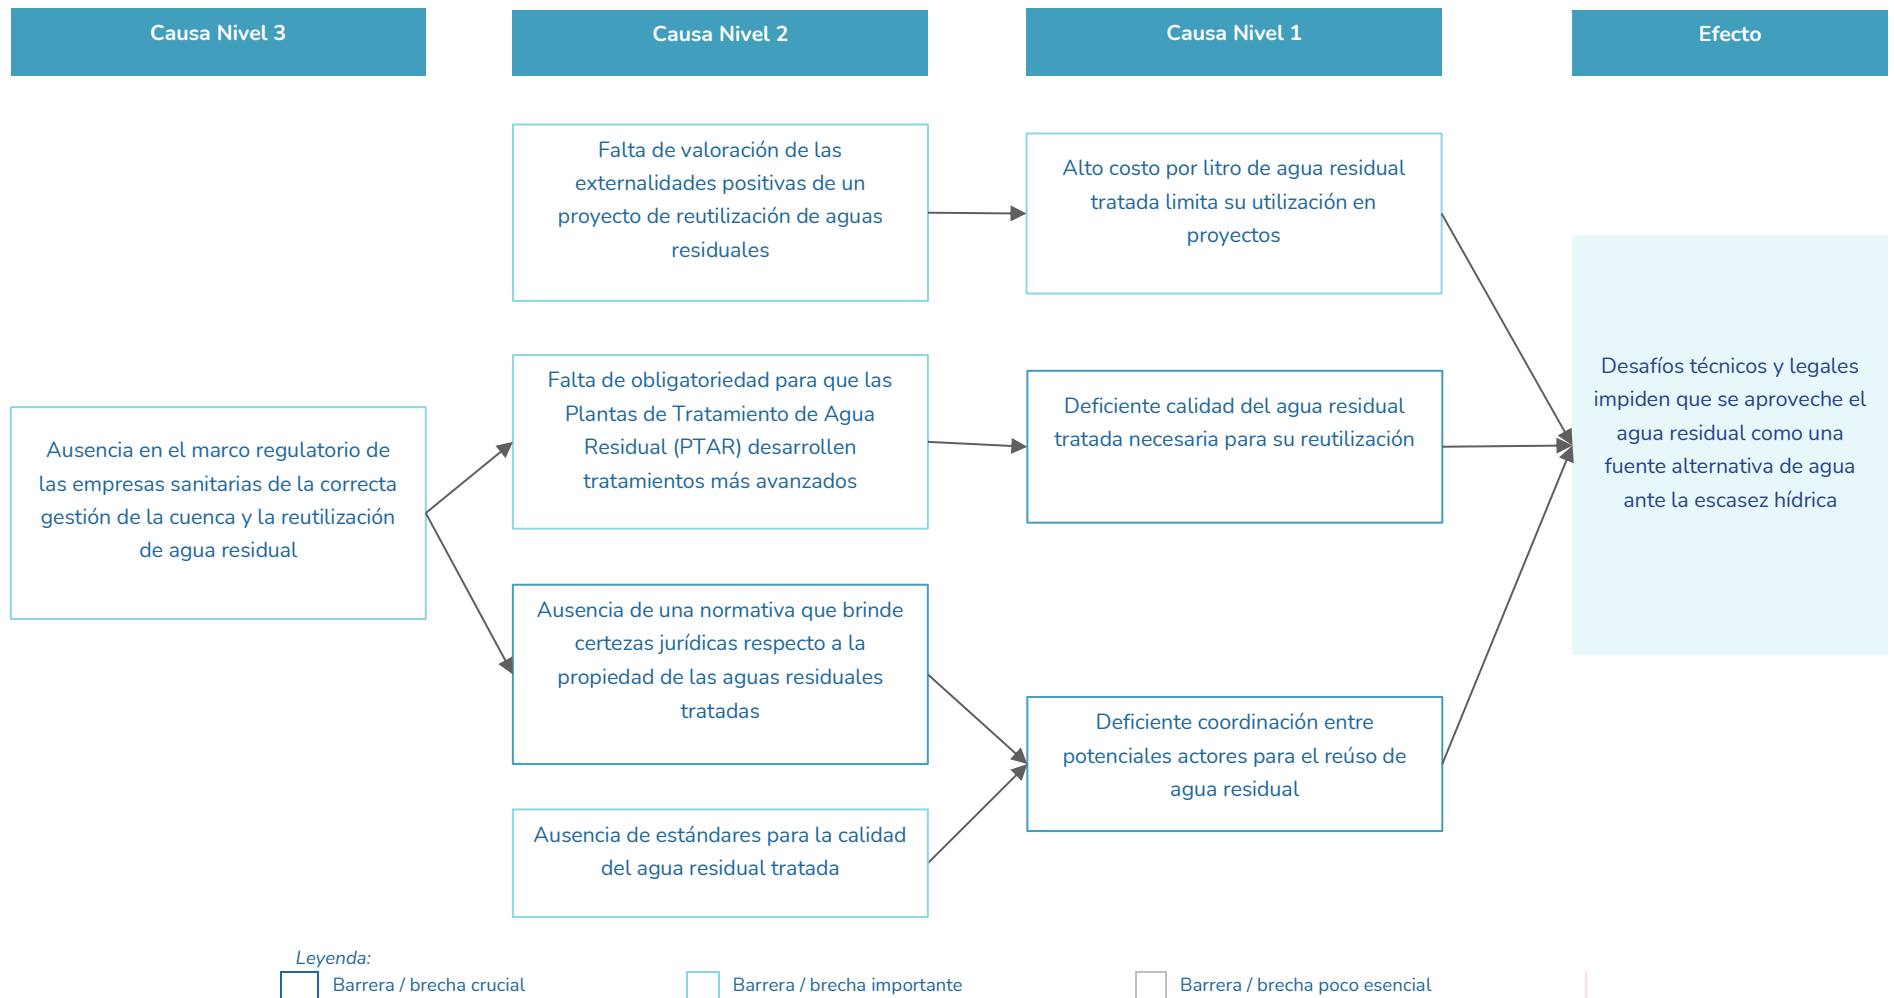 Causa Nivel 3
Causa Nivel 2
Causa Nivel 1
Efecto
Ausencia en el marco regulatorio de
las empresas sanitarias de la correcta
gestión de la cuenca y la reutilización
de agua residual
Falta de valoración de las
externalidades positivas de un
proyecto de reutilización de aguas
residuales
Falta de obligatoriedad para que las
Plantas de Tratamiento de Agua
Residual (PTAR) desarrollen
tratamientos más avanzados
Ausencia de una normativa que brinde
certezas jurídicas respecto a la
propiedad de las aguas residuales
tratadas
Ausencia de estándares para la calidad
del agua residual tratada
Alto costo por litro de agua residual
tratada limita su utilización en
proyectos
Deficiente calidad del agua residual
tratada necesaria para su reutilización
Deficiente coordinación entre
potenciales actores para el reúso de
agua residual
Desafíos técnicos y legales
impiden que se aproveche el
agua residual como una
fuente alternativa de agua
ante la escasez hídrica
Leyenda:
Barrera / brecha crucial
Barrera / brecha importante
Barrera / brecha poco esencial